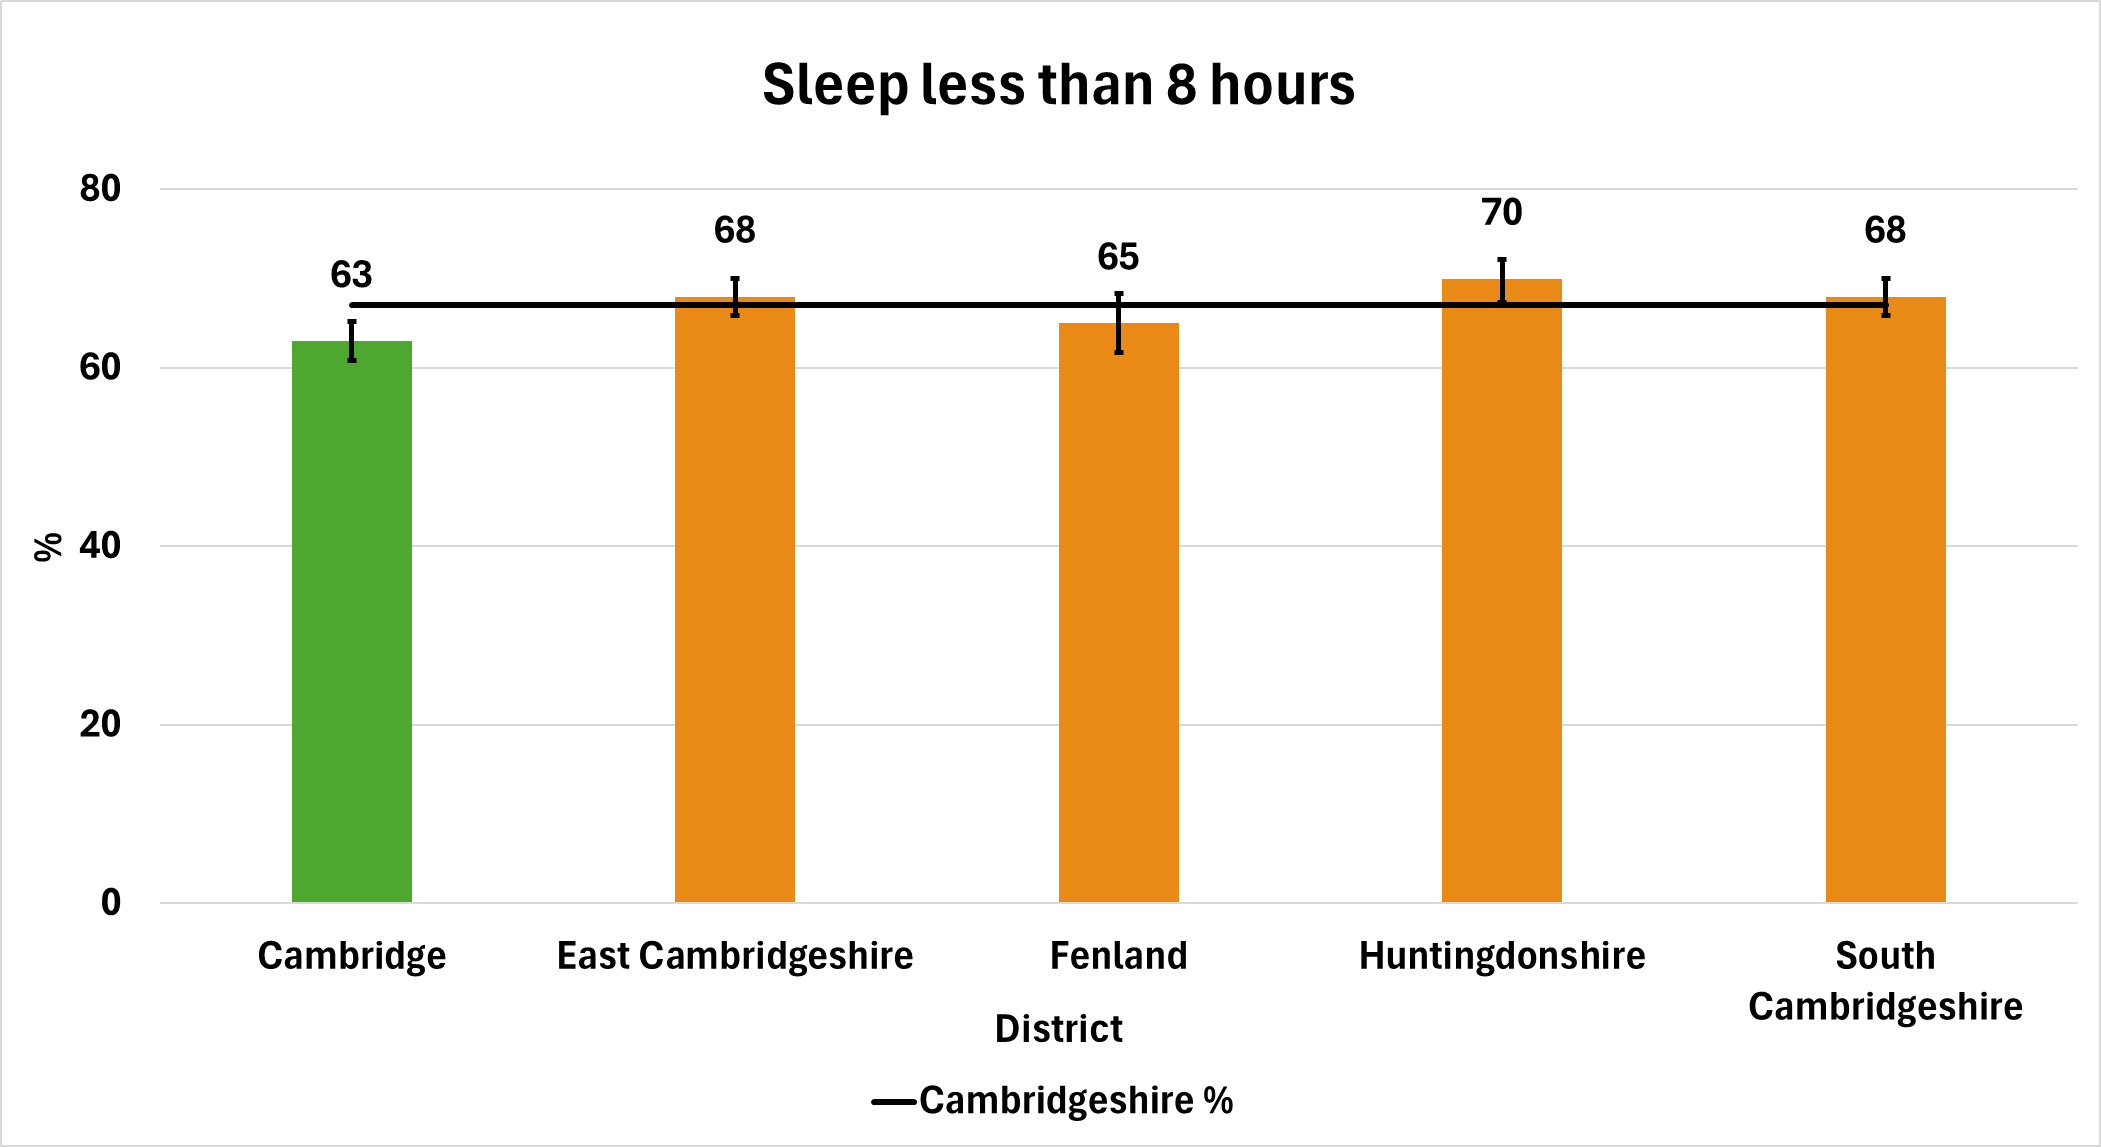 Sleep less than 8 hours
80
60
40
20
0
%
63
68
65
70
68
Cambridge
East Cambridgeshire
Fenland
Huntingdonshire
South
Cambridgeshire
District
Cambridgeshire %